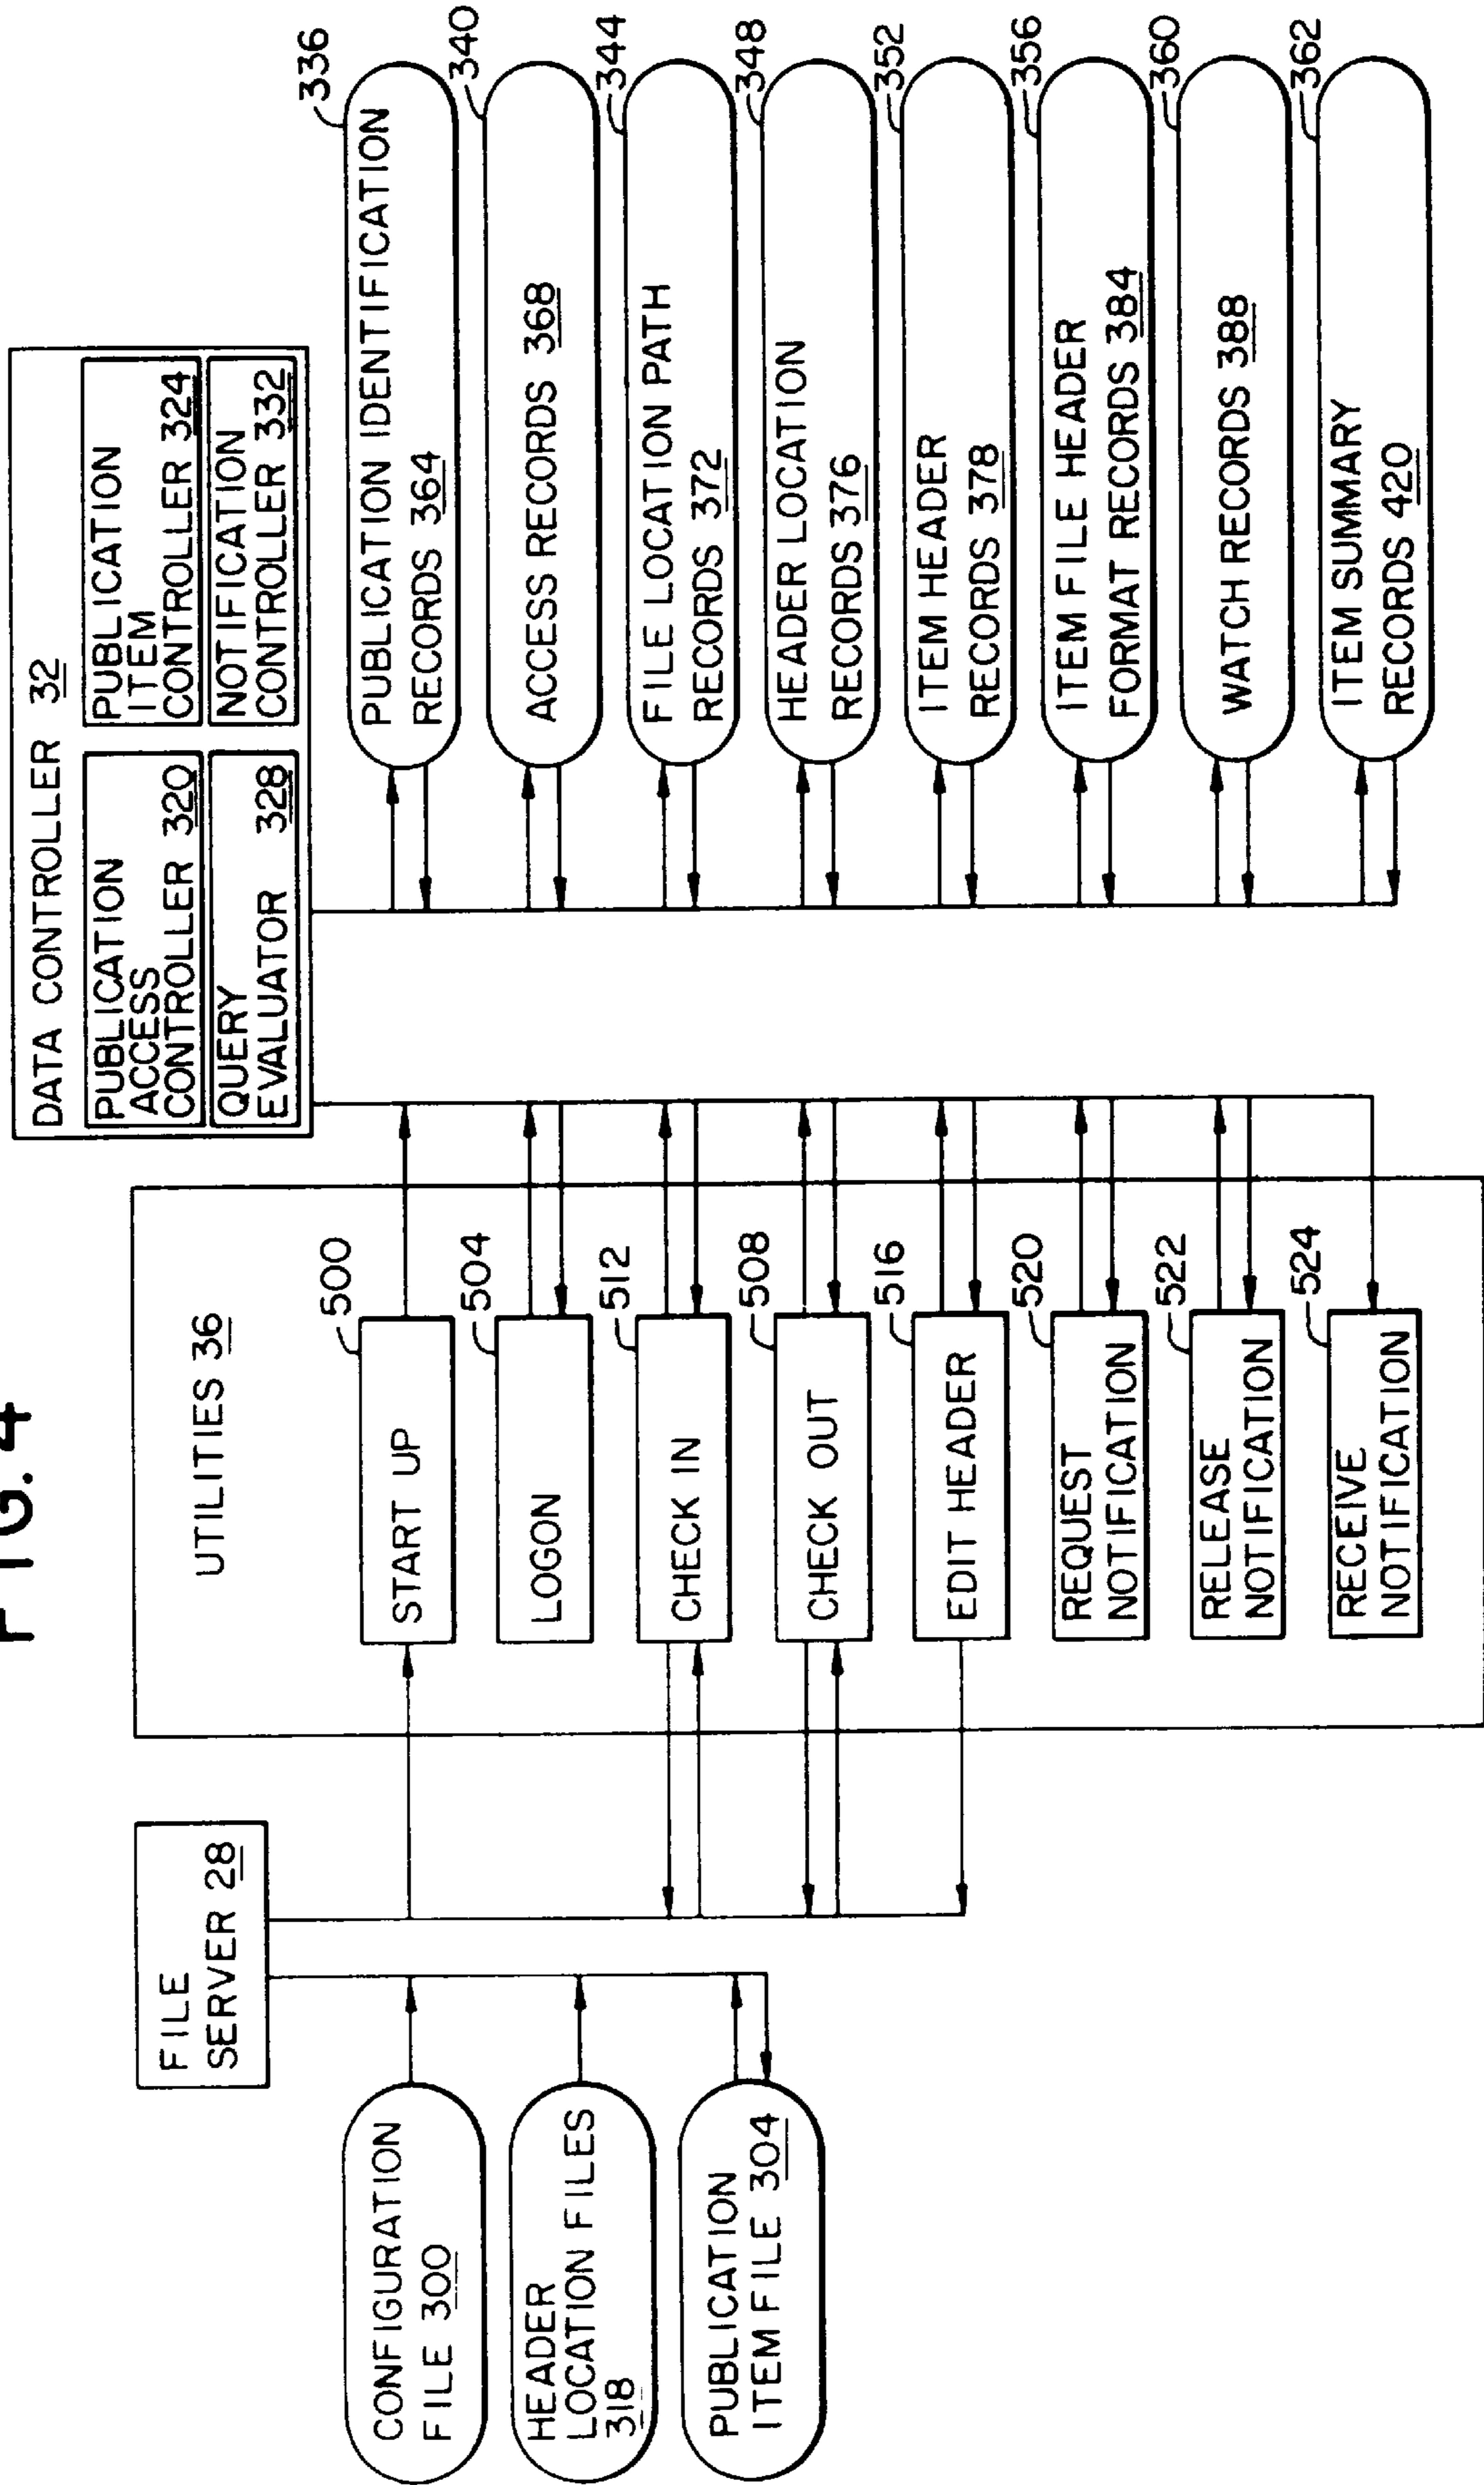 FIG. 4
FILE
SERVER 28
CONFIGURATION
FILE 300
HEADER
LOCATION FILES
318
PUBLICATION
ITEM FILE 304
UTILITIES 36
500
START UP
504
LOGON
512
CHECK IN
508
CHECK OUT
516
EDIT HEADER
520
REQUEST
NOTIFICATION
522
RELEASE
NOTIFICATION
524
RECEIVE
NOTIFICATION
DATA CONTROLLER 32
PUBLICATION
ACCESS
CONTROLLER 320
PUBLICATION
ITEM
CONTROLLER 324
QUERY
EVALUATOR 328
NOTIFICATION
CONTROLLER 332
336
PUBLICATION IDENTIFICATION
RECORDS 364
340
ACCESS RECORDS 368
344
FILE LOCATION PATH
RECORDS 372
348
HEADER LOCATION
RECORDS 376
352
ITEM HEADER
RECORDS 378
356
ITEM FILE HEADER
FORMAT RECORDS 384
360
WATCH RECORDS 388
362
ITEM SUMMARY
RECORDS 420